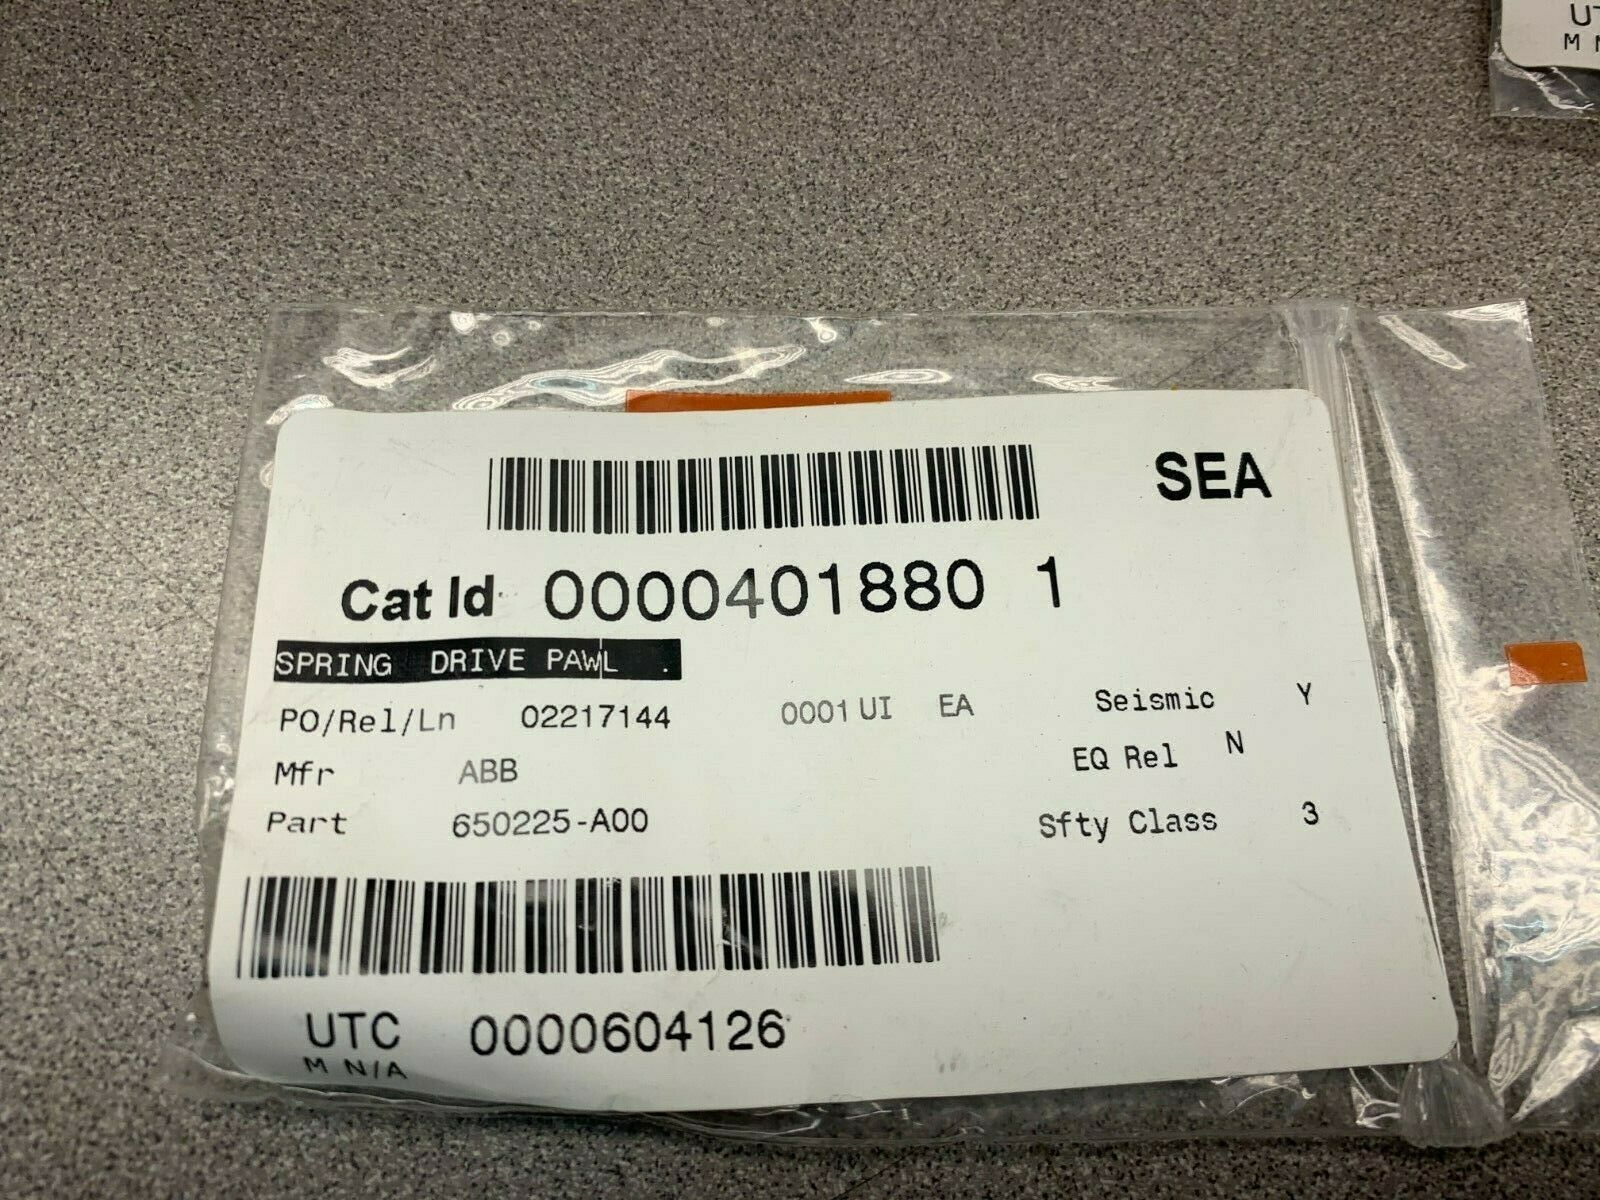 SEA
Cat Id 0000401880 1
SPRING DRIVE PAWL .
PO/Rel/Ln 02217144 0001 UI EA Seismic Y
Mfr ABB EQ Rel N
Part 650225-A00 Sfty Class 3
UTC 0000604126
M N/A